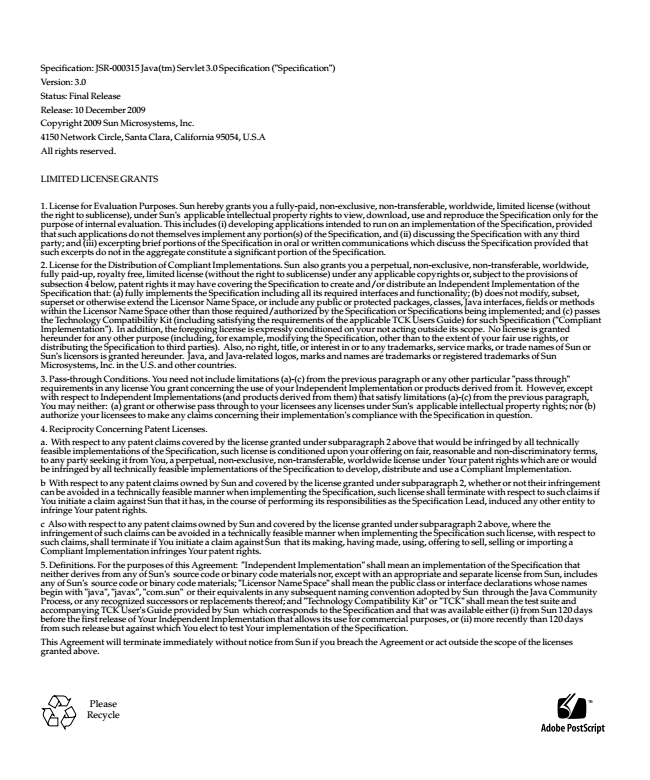 Specification: JSR-000315 Java(tm) Servlet 3.0 Specification ("Specification")
Version: 3.0
Status: Final Release
Release: 10 December 2009
Copyright 2009 Sun Microsystems, Inc.
4150 Network Circle, Santa Clara, California 95054, U.S.A
All rights reserved.
LIMITED LICENSE GRANTS
1. License for Evaluation Purposes. Sun hereby grants you a fully-paid, non-exclusive, non-transferable, worldwide, limited license (without
the right to sublicense), under Sun's applicable intellectual property rights to view, download, use and reproduce the Specification only for the
purpose of internal evaluation. This includes (i) developing applications intended to run on an implementation of the Specification, provided
that such applications do not themselves implement any portion(s) of the Specification, and (ii) discussing the Specification with any third
party; and (iii) excerpting brief portions of the Specification in oral or written communications which discuss the Specification provided that
such excerpts do not in the aggregate constitute a significant portion of the Specification.
2. License for the Distribution of Compliant Implementations. Sun also grants you a perpetual, non-exclusive, non-transferable, worldwide,
fully paid-up, royalty free, limited license (without the right to sublicense) under any applicable copyrights or, subject to the provisions of
subsection 4 below, patent rights it may have covering the Specification to create and/or distribute an Independent Implementation of the
Specification that: (a) fully implements the Specification including all its required interfaces and functionality; (b) does not modify, subset,
superset or otherwise extend the Licensor Name Space, or include any public or protected packages, classes, Java interfaces, fields or methods
within the Licensor Name Space other than those required/authorized by the Specification or Specifications being implemented; and (c) passes
the Technology Compatibility Kit (including satisfying the requirements of the applicable TCK Users Guide) for such Specification ("Compliant
Implementation"). In addition, the foregoing license is expressly conditioned on your not acting outside its scope. No license is granted
hereunder for any other purpose (including, for example, modifying the Specification, other than to the extent of your fair use rights, or
distributing the Specification to third parties). Also, no right, title, or interest in or to any trademarks, service marks, or trade names of Sun or
Sun's licensors is granted hereunder. Java, and Java-related logos, marks and names are trademarks or registered trademarks of Sun
Microsystems, Inc. in the U.S. and other countries.
3. Pass-through Conditions. You need not include limitations (a)-(c) from the previous paragraph or any other particular "pass through"
requirements in any license You grant concerning the use of your Independent Implementation or products derived from it. However, except
with respect to Independent Implementations (and products derived from them) that satisfy limitations (a)-(c) from the previous paragraph,
You may neither: (a) grant or otherwise pass through to your licensees any licenses under Sun's applicable intellectual property rights; nor (b)
authorize your licensees to make any claims concerning their implementation's compliance with the Specification in question.
4. Reciprocity Concerning Patent Licenses.
a. With respect to any patent claims covered by the license granted under subparagraph 2 above that would be infringed by all technically
feasible implementations of the Specification, such license is conditioned upon your offering on fair, reasonable and non-discriminatory terms,
to any party seeking it from You, a perpetual, non-exclusive, non-transferable, worldwide license under Your patent rights which are or would
be infringed by all technically feasible implementations of the Specification to develop, distribute and use a Compliant Implementation.
b With respect to any patent claims owned by Sun and covered by the license granted under subparagraph 2, whether or not their infringement
can be avoided in a technically feasible manner when implementing the Specification, such license shall terminate with respect to such claims if
You initiate a claim against Sun that it has, in the course of performing its responsibilities as the Specification Lead, induced any other entity to
infringe Your patent rights.
c Also with respect to any patent claims owned by Sun and covered by the license granted under subparagraph 2 above, where the
infringement of such claims can be avoided in a technically feasible manner when implementing the Specification such license, with respect to
such claims, shall terminate if You initiate a claim against Sun that its making, having made, using, offering to sell, selling or importing a
Compliant Implementation infringes Your patent rights.
5. Definitions. For the purposes of this Agreement: "Independent Implementation" shall mean an implementation of the Specification that
neither derives from any of Sun's source code or binary code materials nor, except with an appropriate and separate license from Sun, includes
any of Sun's source code or binary code materials; "Licensor Name Space" shall mean the public class or interface declarations whose names
begin with "java", "javax", "com.sun" or their equivalents in any subsequent naming convention adopted by Sun through the Java Community
Process, or any recognized successors or replacements thereof; and "Technology Compatibility Kit" or "TCK" shall mean the test suite and
accompanying TCK User's Guide provided by Sun which corresponds to the Specification and that was available either (i) from Sun 120 days
before the first release of Your Independent Implementation that allows its use for commercial purposes, or (ii) more recently than 120 days
from such release but against which You elect to test Your implementation of the Specification.
This Agreement will terminate immediately without notice from Sun if you breach the Agreement or act outside the scope of the licenses
granted above.
Please
Recycle
™
Adobe PostScript